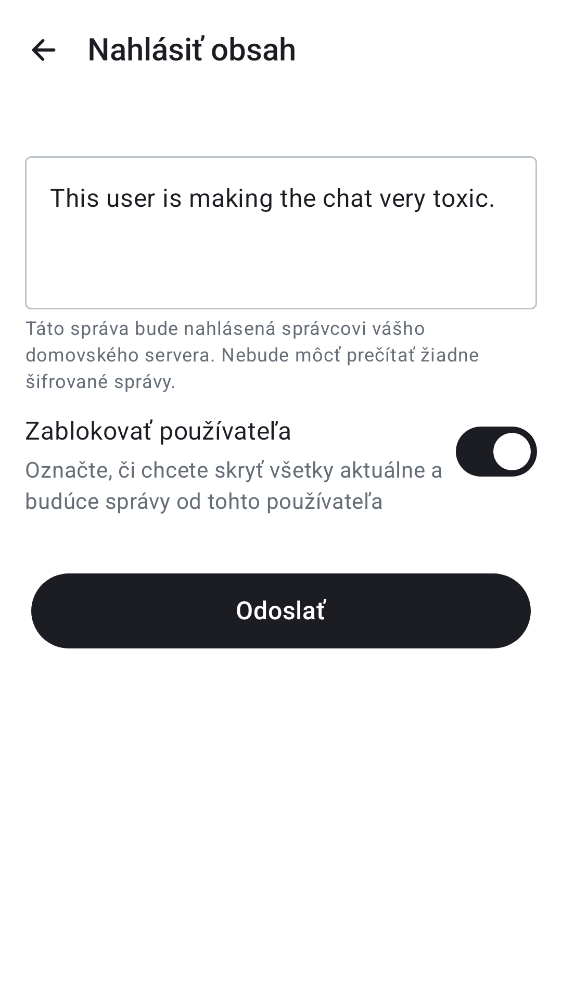 Nahlásiť obsah
This user is making the chat very toxic.
Táto správa bude nahlásená správcovi vášho
domovského servera. Nebude môcť prečítať žiadne
šifrované správy.
Zablokovať používateľa
Označte, či chcete skryť všetky aktuálne a
budúce správy od tohto používateľa
Odoslať